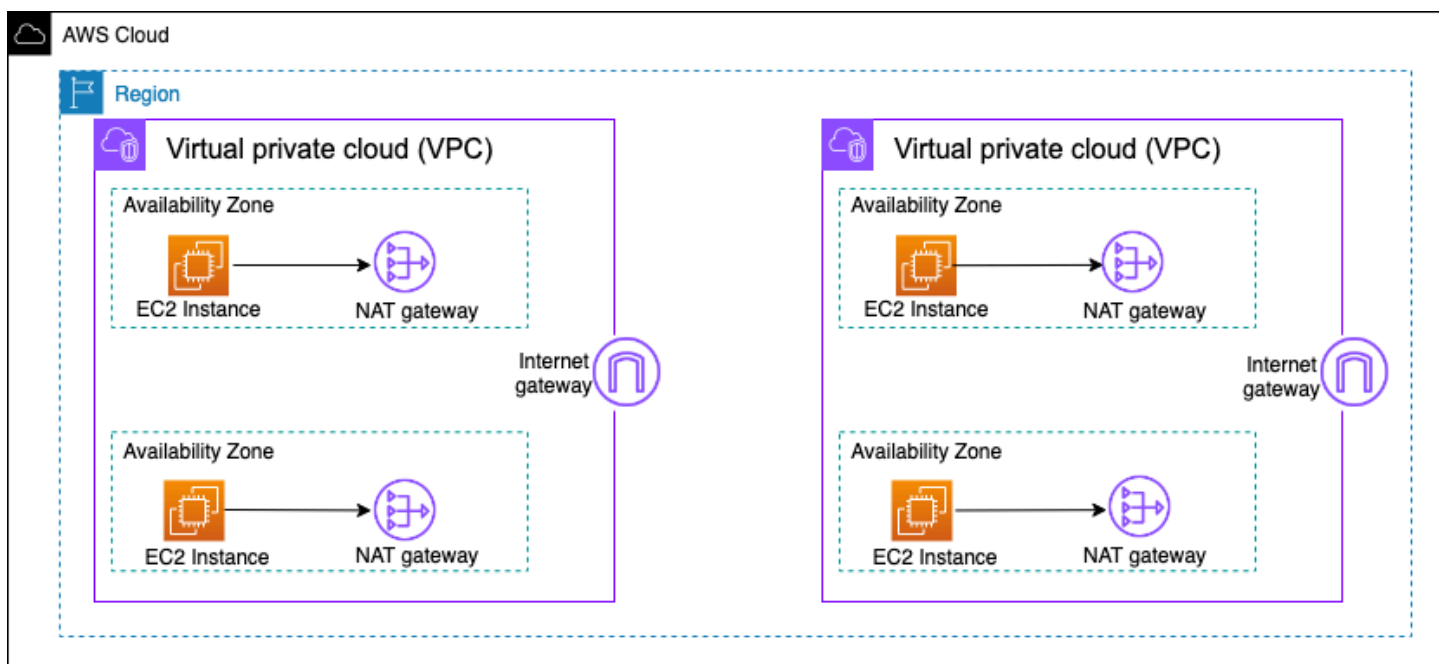 AWS Cloud
Region
Virtual private cloud (VPC)
Availability Zone
EC2 Instance
NAT gateway
Internet
gateway
Availability Zone
EC2 Instance
NAT gateway
Virtual private cloud (VPC)
Availability Zone
EC2 Instance
NAT gateway
Internet
gateway
Availability Zone
EC2 Instance
NAT gateway